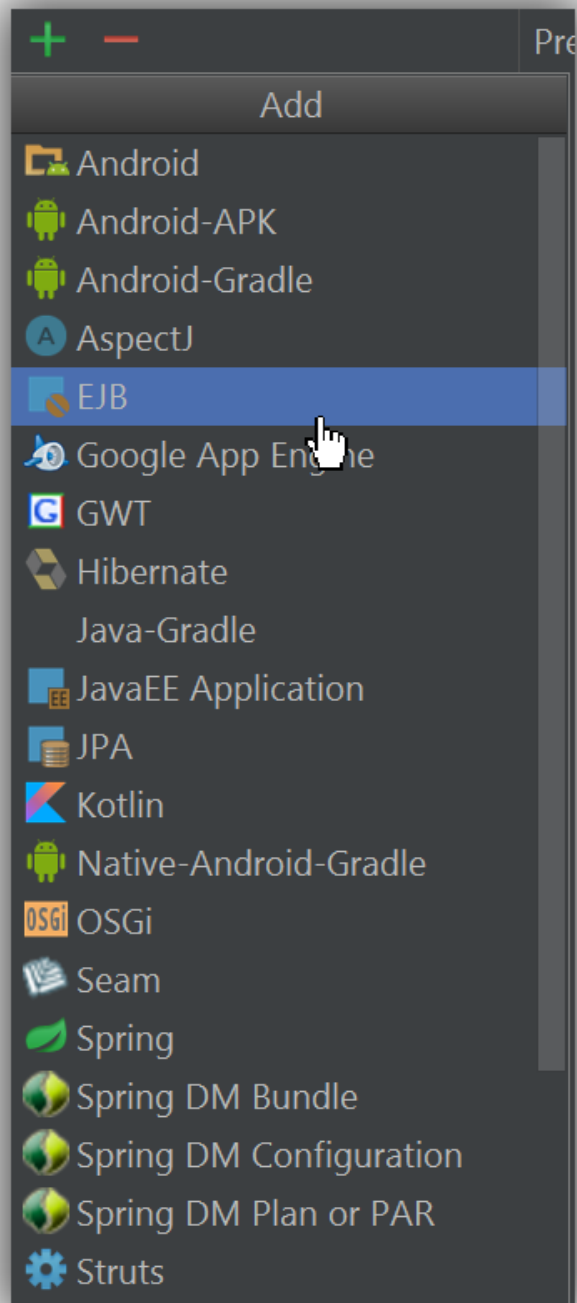 Pre
Add
Android
Android-APK
Android-Gradle
A AspectJ
EJB
Google App Engine
G GWT
Hibernate
Java-Gradle
EE JavaEE Application
JPA
Kotlin
Native-Android-Gradle
OSGi OSGi
Seam
Spring
Spring DM Bundle
Spring DM Configuration
Spring DM Plan or PAR
Struts